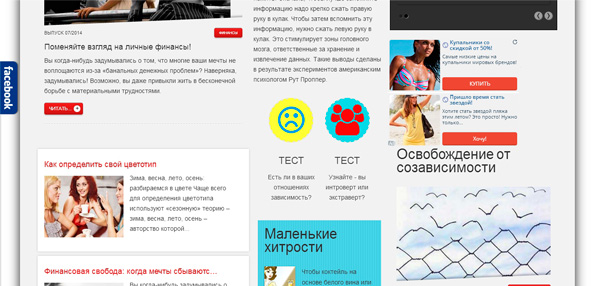 facebook
ВЫПУСК 07/2014
ФИНАНСЫ
Поменяйте взгляд на личные финансы!
Вы когда-нибудь задумывались о том, что многие ваши мечты не
воплощаются из-за «банальных денежных проблем»? Наверняка,
задумывались! Возможно, вы даже привыкли жить в бесконечной
борьбе с материальными трудностями.
ЧИТАТЬ...
Как определить свой цветотип
Зима, весна, лето, осень:
разбираемся в цвете Чаще всего
для определения цветотипа
используют «сезонную» теорию –
зима, весна, лето, осень –
авторство которой...
Финансовая свобода: когда мечты сбываютс...
Вы когда-нибудь задумывались о
информацию надо крепко сжать правую
руку в кулак. Чтобы затем вспомнить эту
информацию, нужно сжать левую руку в
кулак. Это стимулирует зоны головного
мозга, ответственные за хранение и
извлечение данных. Такие выводы сделаны
в результате экспериментов американским
психологом Рут Проппер.
ТЕСТ
Есть ли в ваших
отношениях
зависимость?
ТЕСТ
Узнайте - вы
интроверт или
экстраверт?
Маленькие
хитрости
Чтобы коктейль на
основе белого вина или
Купальники со
скидкой от 50%!
Самые низкие цены на
купальники мировых брендов!
КУПИТЬ
Пришло время стать
звездой!
Хотите стать звездой пляжа
этим летом? Это просто! Нужно
только...
Хочу!
Освобождение от
созависимости